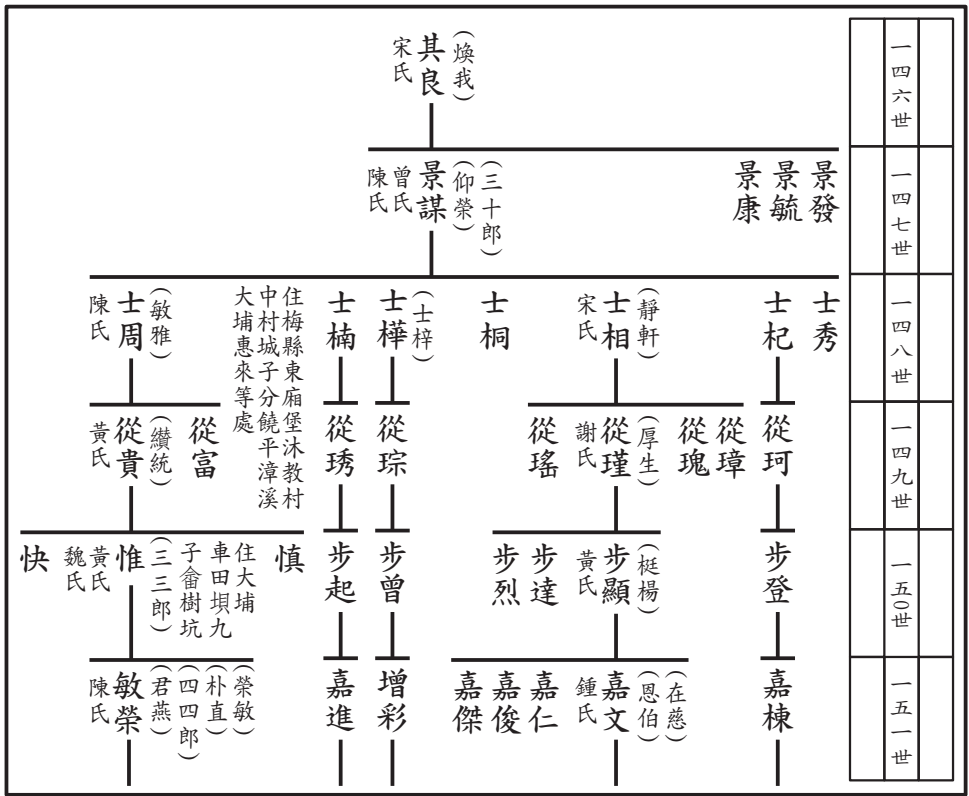 一四六世
(煥我)
其良
宋氏
一四七世
景發
景毓
景康
(三十郎)
(仰榮)
景謀
曾氏
陳氏
一四八世
士秀
士杞
(靜軒)
士相
宋氏
士桐
(士梓)
士樺
士楠
住梅縣東廂堡沐教村
中村城子分饒平漳溪
大埔惠來等處
(敏雅)
士周
陳氏
一四九世
從珂
從璋
從瑰
(厚生)
從瑾
謝氏
從瑤
從琮
從琇
從富
(纘統)
從貴
黃氏
一五〇世
步登
(梃楊)
步顯
黃氏
步達
步烈
步曾
步起
慎
住大埔
車田垻九
子畲樹坑
(三三郎)
惟
黃氏
魏氏
快
一五一世
嘉棟
(在慈)
(恩伯)
嘉文
鍾氏
嘉仁
嘉俊
嘉傑
增彩
嘉進
(榮敏)
(朴直)
(四四郎)
(君燕)
敏榮
陳氏